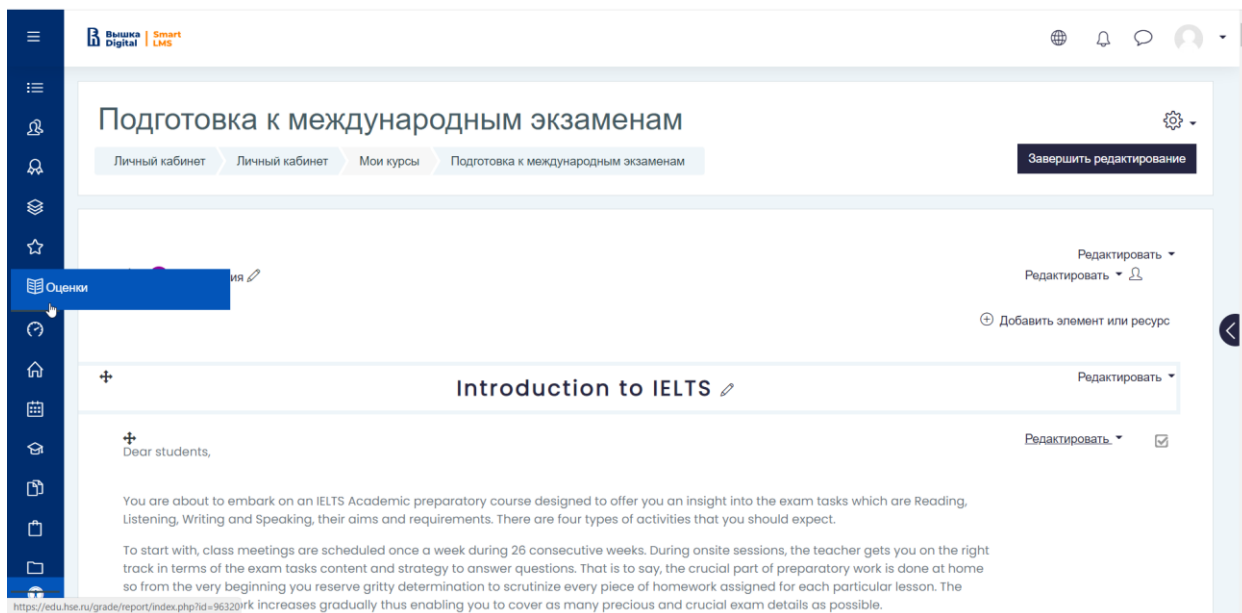 Вышка Digital | Smart LMS
Подготовка к международным экзаменам
Личный кабинет Личный кабинет Мои курсы Подготовка к международным экзаменам
Завершить редактирование
Редактировать
Редактировать
Оценки
Добавить элемент или ресурс
Introduction to IELTS
Редактировать
Редактировать
Dear students,
You are about to embark on an IELTS Academic preparatory course designed to offer you an insight into the exam tasks which are Reading,
Listening, Writing and Speaking, their aims and requirements. There are four types of activities that you should expect.
To start with, class meetings are scheduled once a week during 26 consecutive weeks. During onsite sessions, the teacher gets you on the right
track in terms of the exam tasks content and strategy to answer questions. That is to say, the crucial part of preparatory work is done at home
so from the very beginning you reserve gritty determination to scrutinize every piece of homework assigned for each particular lesson. The
https://edu.hse.ru/grade/report/index.php?id=96320 increases gradually thus enabling you to cover as many precious and crucial exam details as possible.